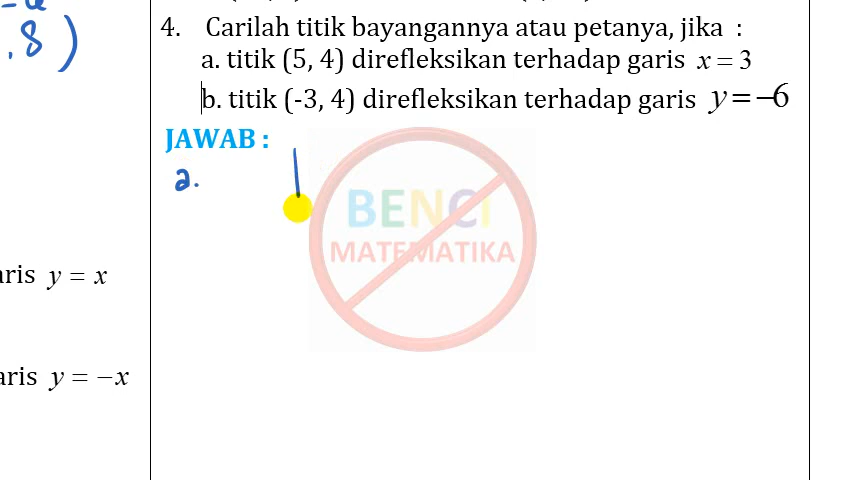 , 8 )
4. Carilah titik bayangannya atau petanya, jika :
a. titik (5, 4) direfleksikan terhadap garis x = 3
b. titik (-3, 4) direfleksikan terhadap garis y = −6
JAWAB :
a.
BENCI
MATEMATIKA
aris y = x
aris y = −x